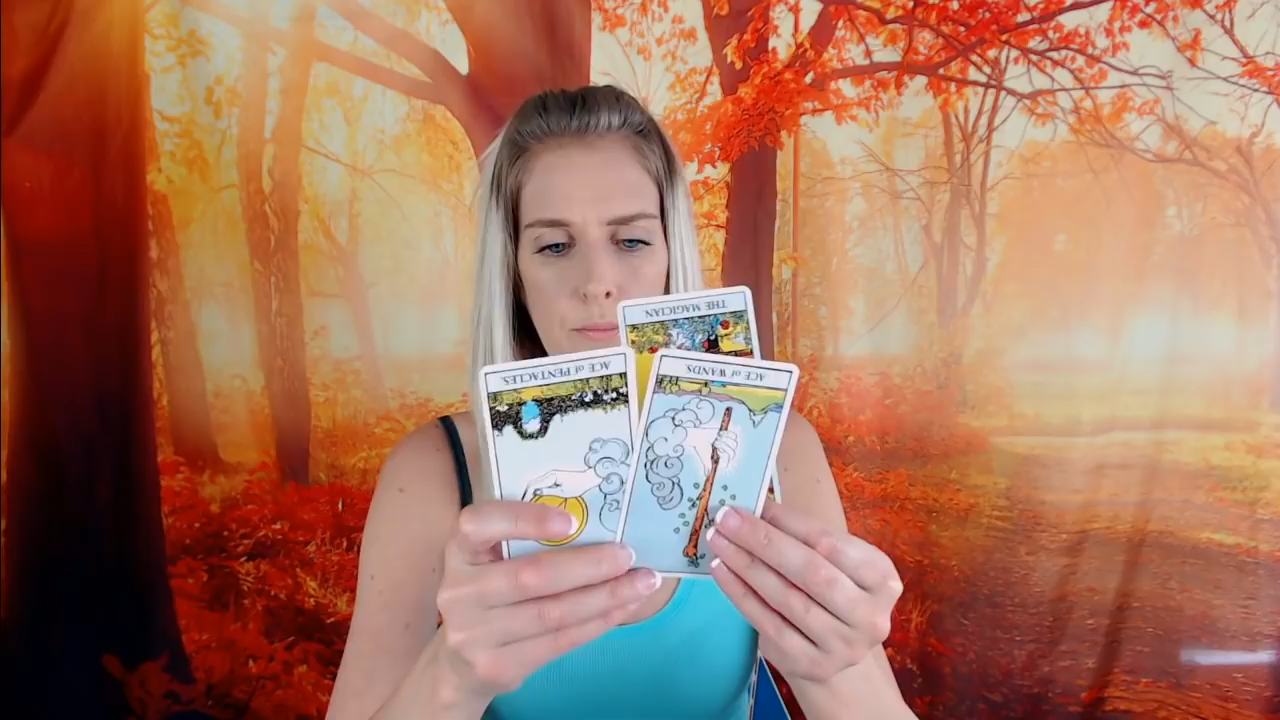 THE MAGICIAN.
ACE of PENTACLES.
ACE of WANDS.